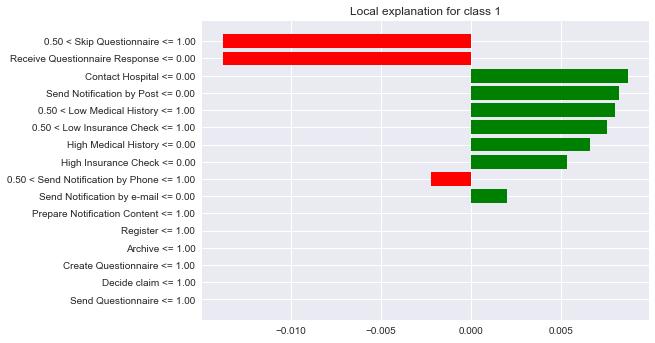 Local explanation for class 1
0.50 < Skip Questionnaire <= 1.00
Receive Questionnaire Response <= 0.00
Contact Hospital <= 0.00
Send Notification by Post <= 0.00
0.50 < Low Medical History <= 1.00
0.50 < Low Insurance Check <= 1.00
High Medical History <= 0.00
High Insurance Check <= 0.00
0.50 < Send Notification by Phone <= 1.00
Send Notification by e-mail <= 0.00
Prepare Notification Content <= 1.00
Register <= 1.00
Archive <= 1.00
Create Questionnaire <= 1.00
Decide claim <= 1.00
Send Questionnaire <= 1.00
−0.010 −0.005 0.000 0.005